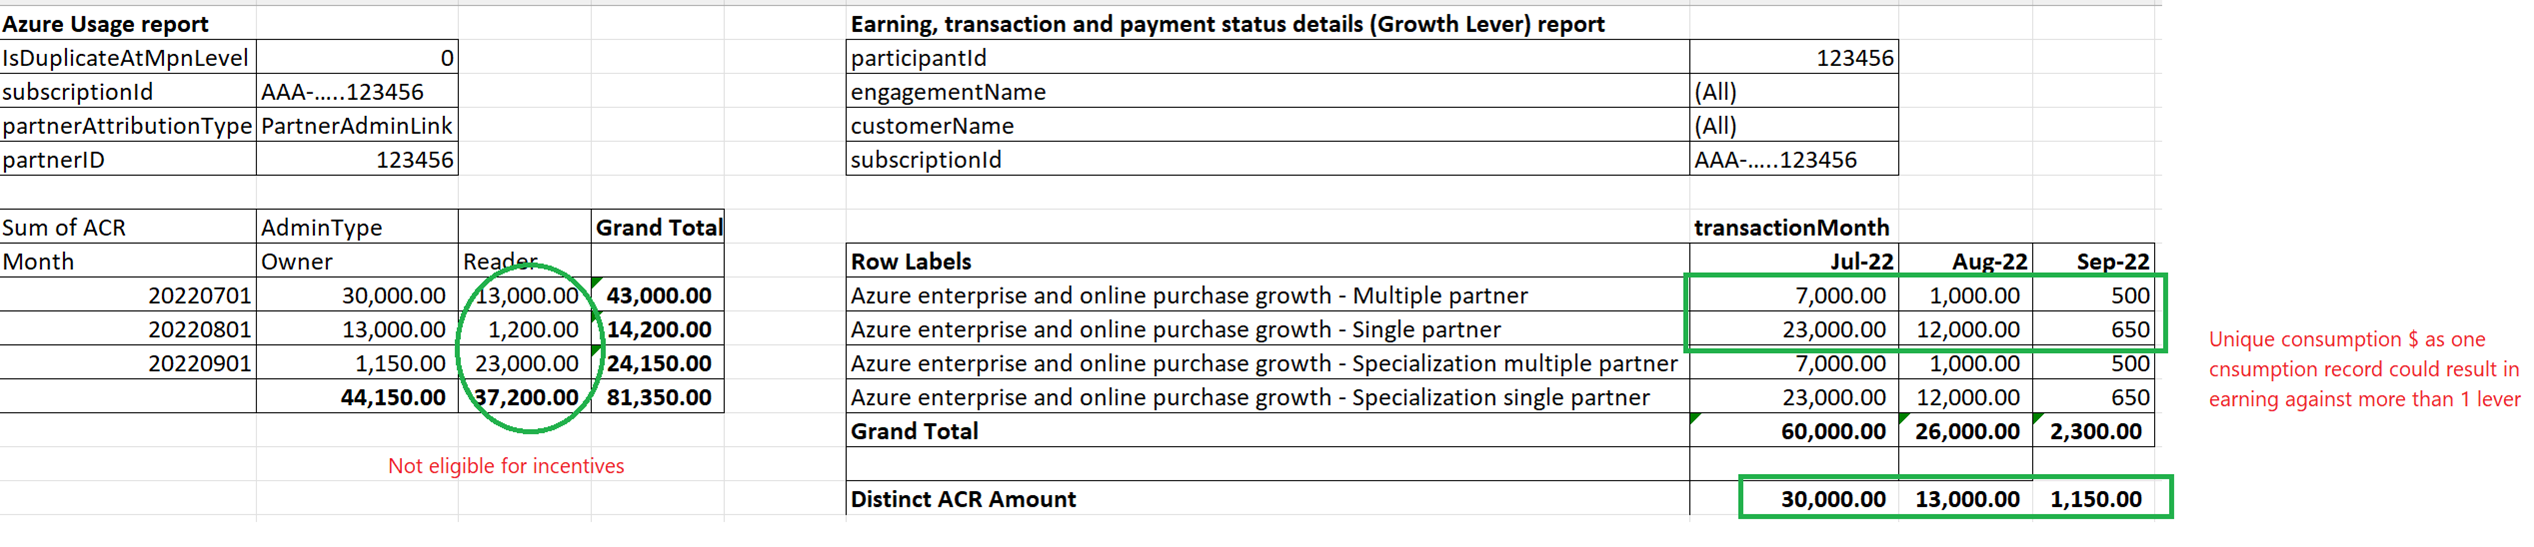 Azure Usage report
IsDuplicateAtMpnLevel 0
subscriptionId AAA-.....123456
partnerAttributionType PartnerAdminLink
partnerID 123456
Sum of ACR AdminType Grand Total
Month Owner Reader
20220701 30,000.00 13,000.00 43,000.00
20220801 13,000.00 1,200.00 14,200.00
20220901 1,150.00 23,000.00 24,150.00
44,150.00 37,200.00 81,350.00
Not eligible for incentives
Earning, transaction and payment status details (Growth Lever) report
participantId 123456
engagementName (All)
customerName (All)
subscriptionId AAA-.....123456
transactionMonth
Row Labels Jul-22 Aug-22 Sep-22
Azure enterprise and online purchase growth - Multiple partner 7,000.00 1,000.00 500
Azure enterprise and online purchase growth - Single partner 23,000.00 12,000.00 650
Azure enterprise and online purchase growth - Specialization multiple partner 7,000.00 1,000.00 500
Azure enterprise and online purchase growth - Specialization single partner 23,000.00 12,000.00 650
Grand Total 60,000.00 26,000.00 2,300.00
Distinct ACR Amount 30,000.00 13,000.00 1,150.00
Unique consumption $ as one
cnsumption record could result in
earning against more than 1 lever